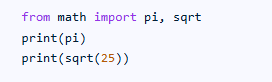 from math import pi, sqrt
print(pi)
print(sqrt(25))